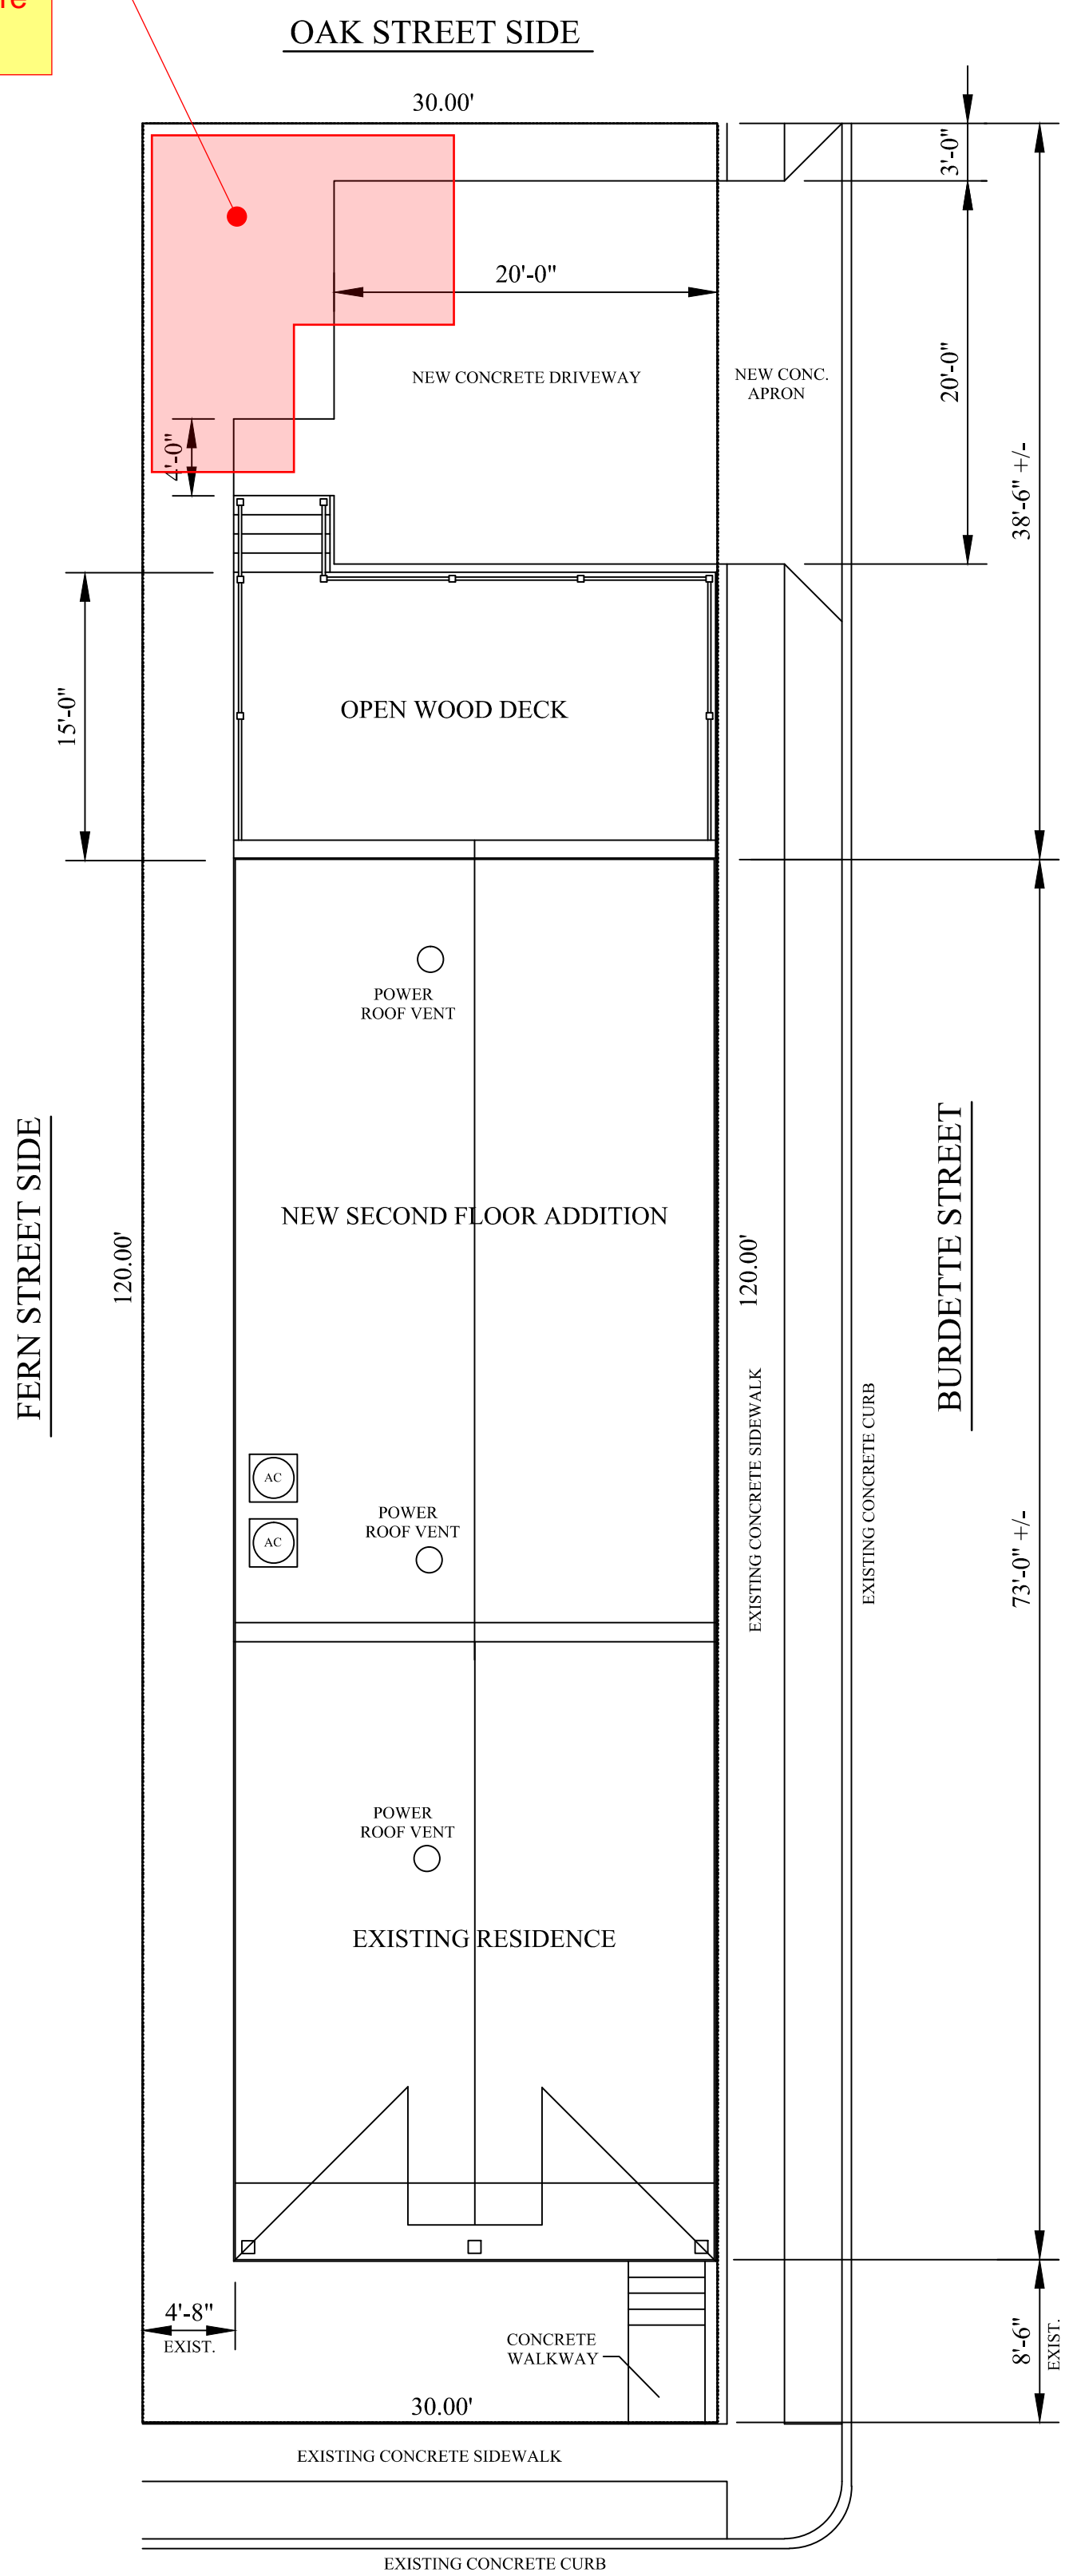 OAK STREET SIDE
30.00'
3'-0"
20'-0"
NEW CONCRETE DRIVEWAY
NEW CONC.
APRON
20'-0"
38'-6" +/-
4'-0"
15'-0"
OPEN WOOD DECK
POWER
ROOF VENT
FERN STREET SIDE
120.00'
NEW SECOND FLOOR ADDITION
120.00'
BURDETTE STREET
EXISTING CONCRETE SIDEWALK
EXISTING CONCRETE CURB
AC
AC
POWER
ROOF VENT
73'-0" +/-
POWER
ROOF VENT
EXISTING RESIDENCE
4'-8"
EXIST.
CONCRETE
WALKWAY
8'-6"
EXIST.
30.00'
EXISTING CONCRETE SIDEWALK
EXISTING CONCRETE CURB